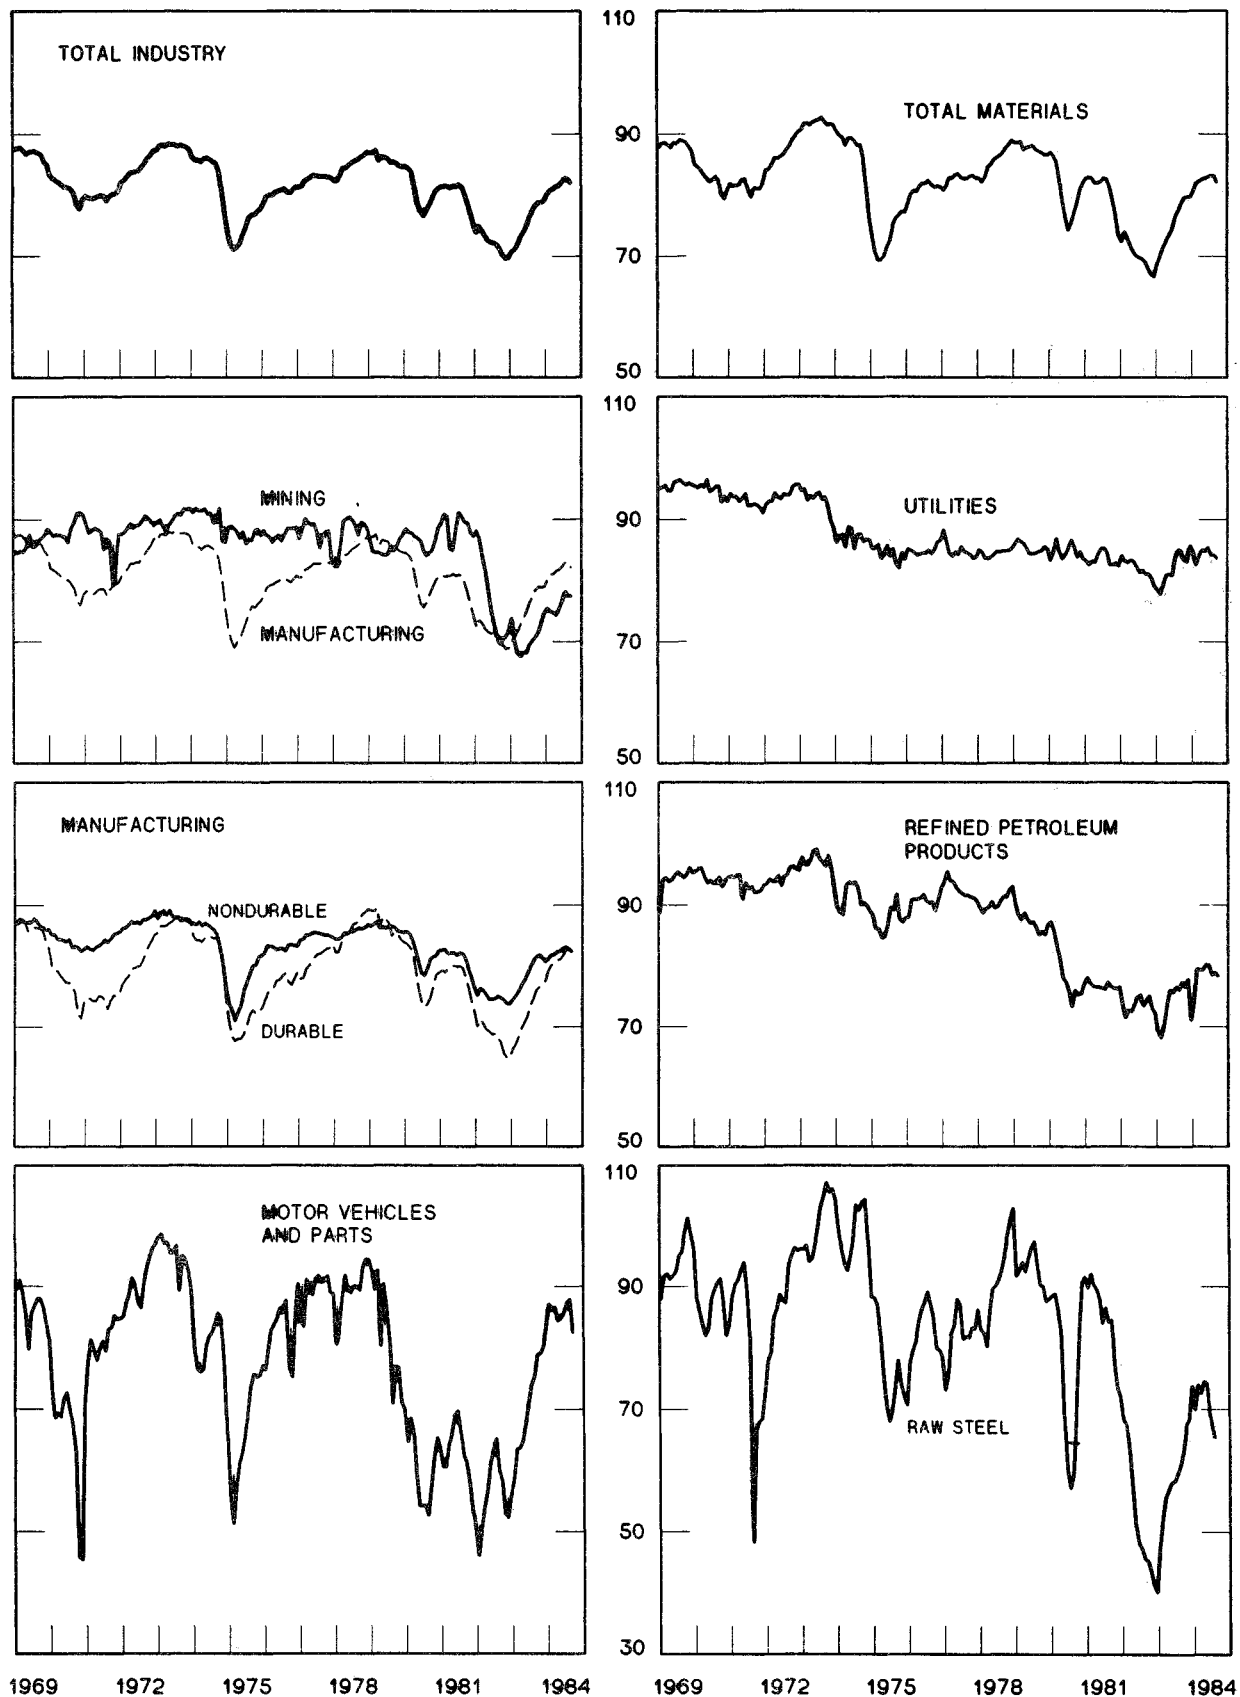 TOTAL INDUSTRY
110
90
70
50
TOTAL MATERIALS
MINING
MANUFACTURING
110
90
70
50
UTILITIES
MANUFACTURING
NONDURABLE
DURABLE
110
90
70
50
REFINED PETROLEUM
PRODUCTS
MOTOR VEHICLES
AND PARTS
110
90
70
50
30
RAW STEEL
1969 1972 1975 1978 1981 1984
1969 1972 1975 1978 1981 1984